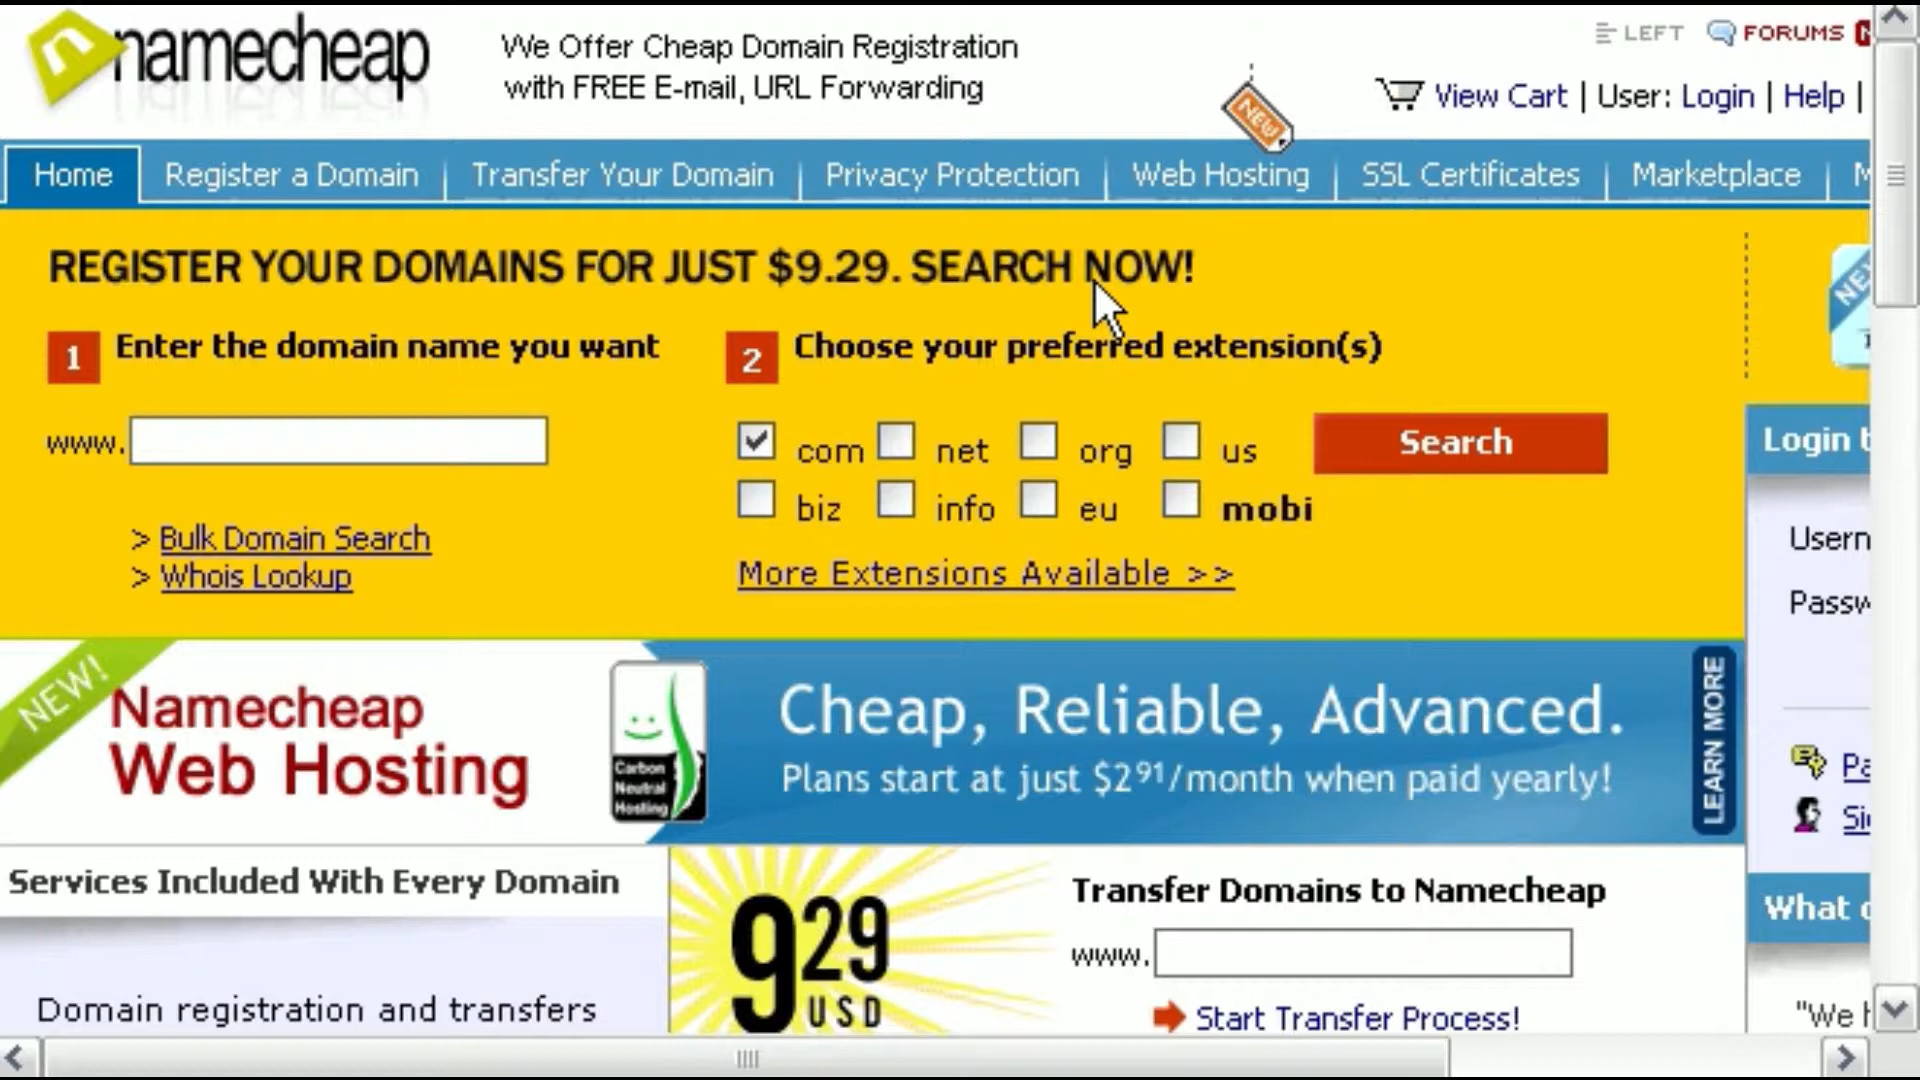 namecheap
We Offer Cheap Domain Registration
with FREE E-mail, URL Forwarding
LEFT FORUMS
NEW
View Cart | User: Login | Help |
Home Register a Domain Transfer Your Domain Privacy Protection Web Hosting SSL Certificates Marketplace
REGISTER YOUR DOMAINS FOR JUST $9.29. SEARCH NOW!
1 Enter the domain name you want
2 Choose your preferred extension(s)
www.
com net org us
Search
biz info eu mobi
> Bulk Domain Search
> Whois Lookup
More Extensions Available >>
NEW!
Namecheap
Web Hosting
Carbon
Neutral
Hosting
Cheap, Reliable, Advanced.
Plans start at just $2.91/month when paid yearly!
LEARN MORE
Services Included With Every Domain
Domain registration and transfers
9.29
USD
Transfer Domains to Namecheap
www.
Start Transfer Process!
Login
What
"We